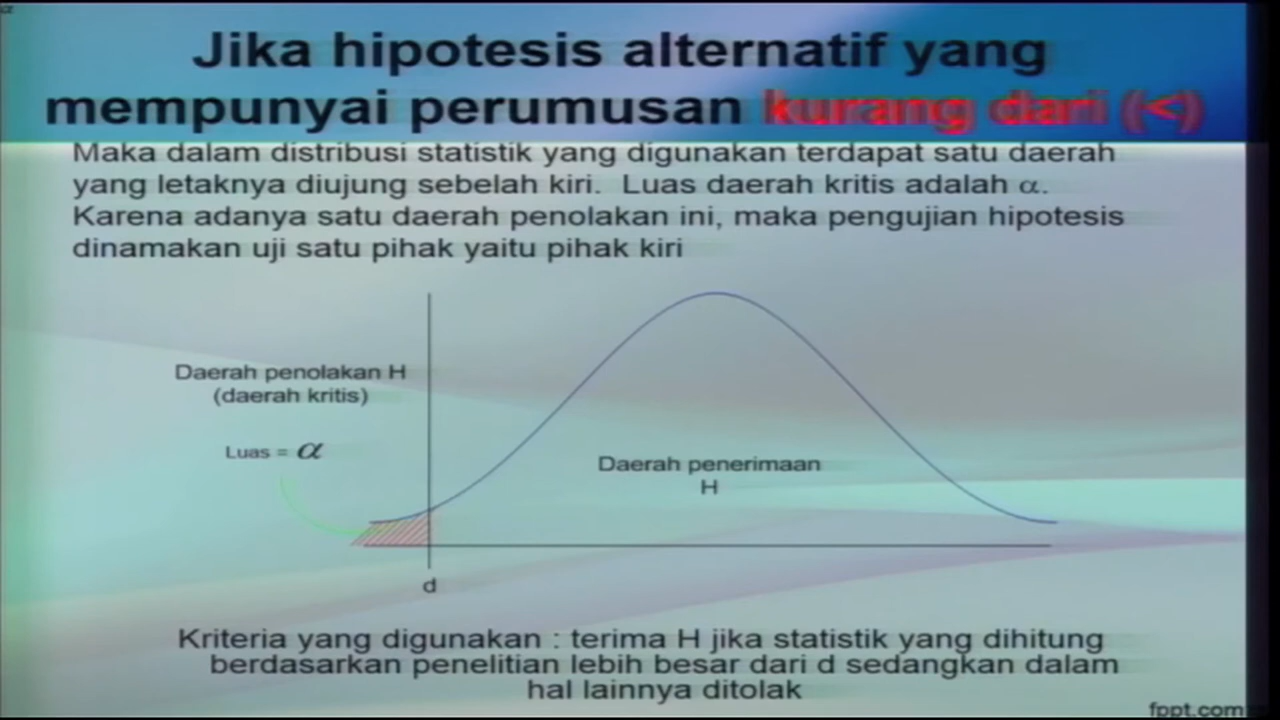 Jika hipotesis alternatif yang
mempunyai perumusan kurang dari (<)
Maka dalam distribusi statistik yang digunakan terdapat satu daerah
yang letaknya diujung sebelah kiri. Luas daerah kritis adalah α.
Karena adanya satu daerah penolakan ini, maka pengujian hipotesis
dinamakan uji satu pihak yaitu pihak kiri
Daerah penolakan H
(daerah kritis)
Luas = α
Daerah penerimaan
H
d
Kriteria yang digunakan : terima H jika statistik yang dihitung
berdasarkan penelitian lebih besar dari d sedangkan dalam
hal lainnya ditolak
fppt.com